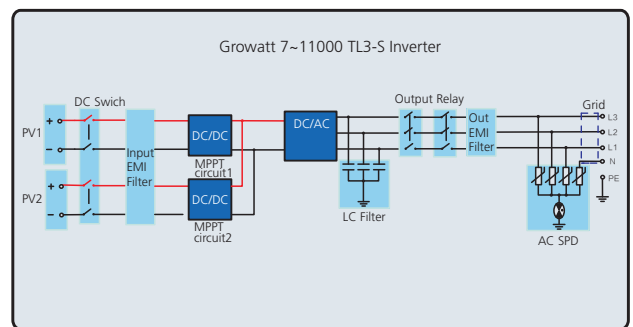 Growatt 7~11000 TL3-S Inverter
DC Swich
Output Relay
Grid
PV1
+
−
PV2
+
−
Input
EMI
Filter
DC/DC
MPPT
circuit1
DC/DC
MPPT
circuit2
DC/AC
LC Filter
Out
EMI
Filter
L3
L2
L1
N
PE
AC SPD